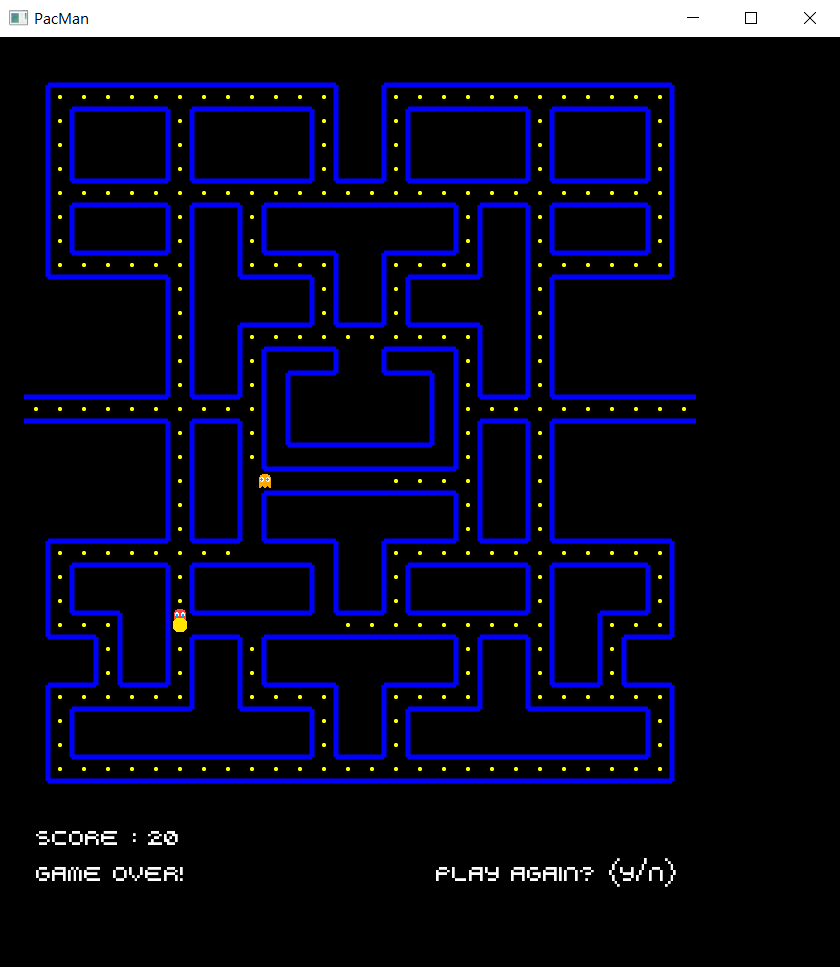 PacMan
SCORE : 20
GAME OVER!
PLAY AGAIN? (y/n)